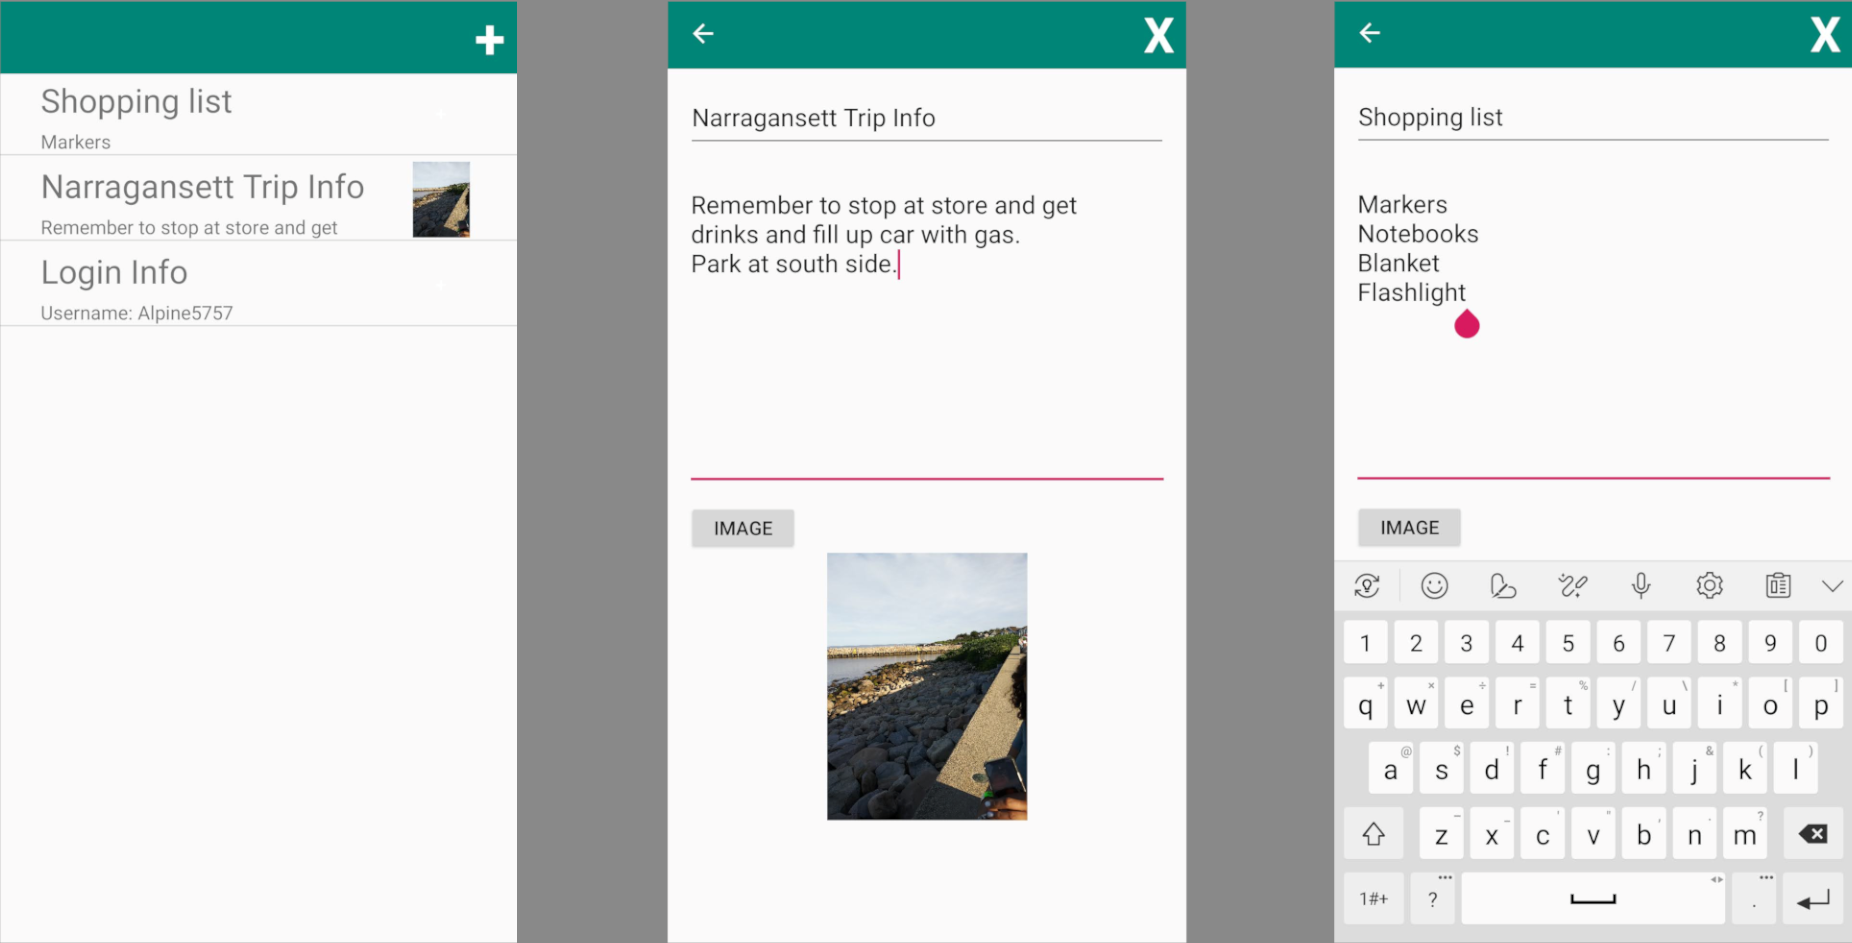 +
Shopping list
Markers
Narragansett Trip Info
Remember to stop at store and get
Login Info
Username: Alpine5757
X
Narragansett Trip Info
Remember to stop at store and get
drinks and fill up car with gas.
Park at south side.
IMAGE
X
Shopping list
Markers
Notebooks
Blanket
Flashlight
IMAGE
1 2 3 4 5 6 7 8 9 0
+ × ÷ = % / \ * [ ]
q w e r t y u i o p
@ $ ! # : ; & ( )
a s d f g h j k l
z x c v b n m
?
1#+ ? .